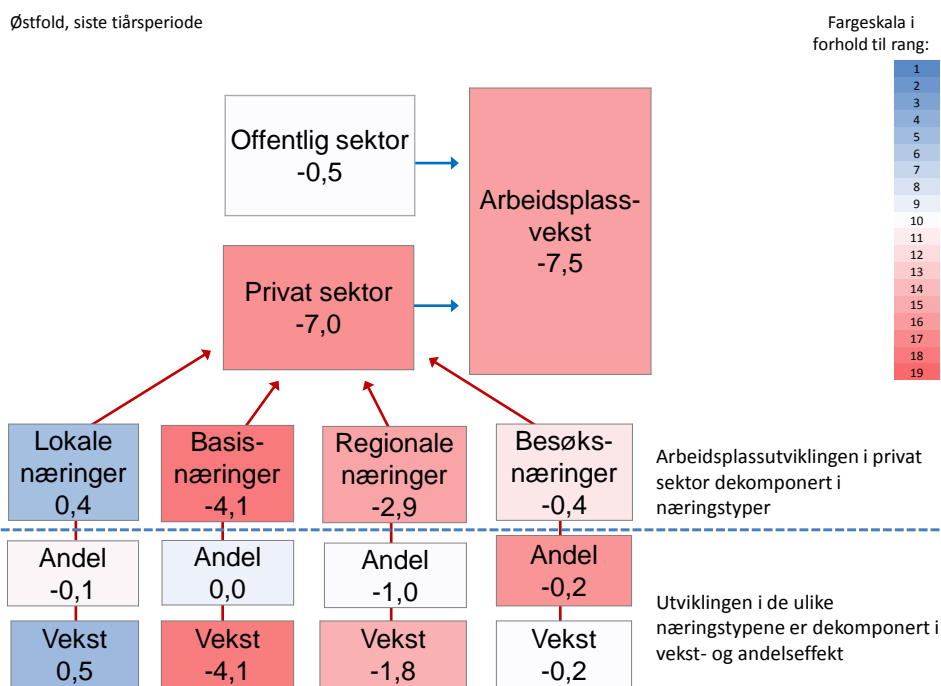 Østfold, siste tiårsperiode
Fargeskala i
forhold til rang:
1
2
3
4
5
6
7
8
9
10
11
12
13
14
15
16
17
18
19
Offentlig sektor
-0,5
Arbeidsplass-
vekst
-7,5
Privat sektor
-7,0
Lokale
næringer
0,4
Basis-
næringer
-4,1
Regionale
næringer
-2,9
Besøks-
næringer
-0,4
Arbeidsplassutviklingen i privat
sektor dekomponert i
næringstyper
Andel
-0,1
Andel
0,0
Andel
-1,0
Andel
-0,2
Vekst
0,5
Vekst
-4,1
Vekst
-1,8
Vekst
-0,2
Utviklingen i de ulike
næringstypene er dekomponert i
vekst- og andelseffekt